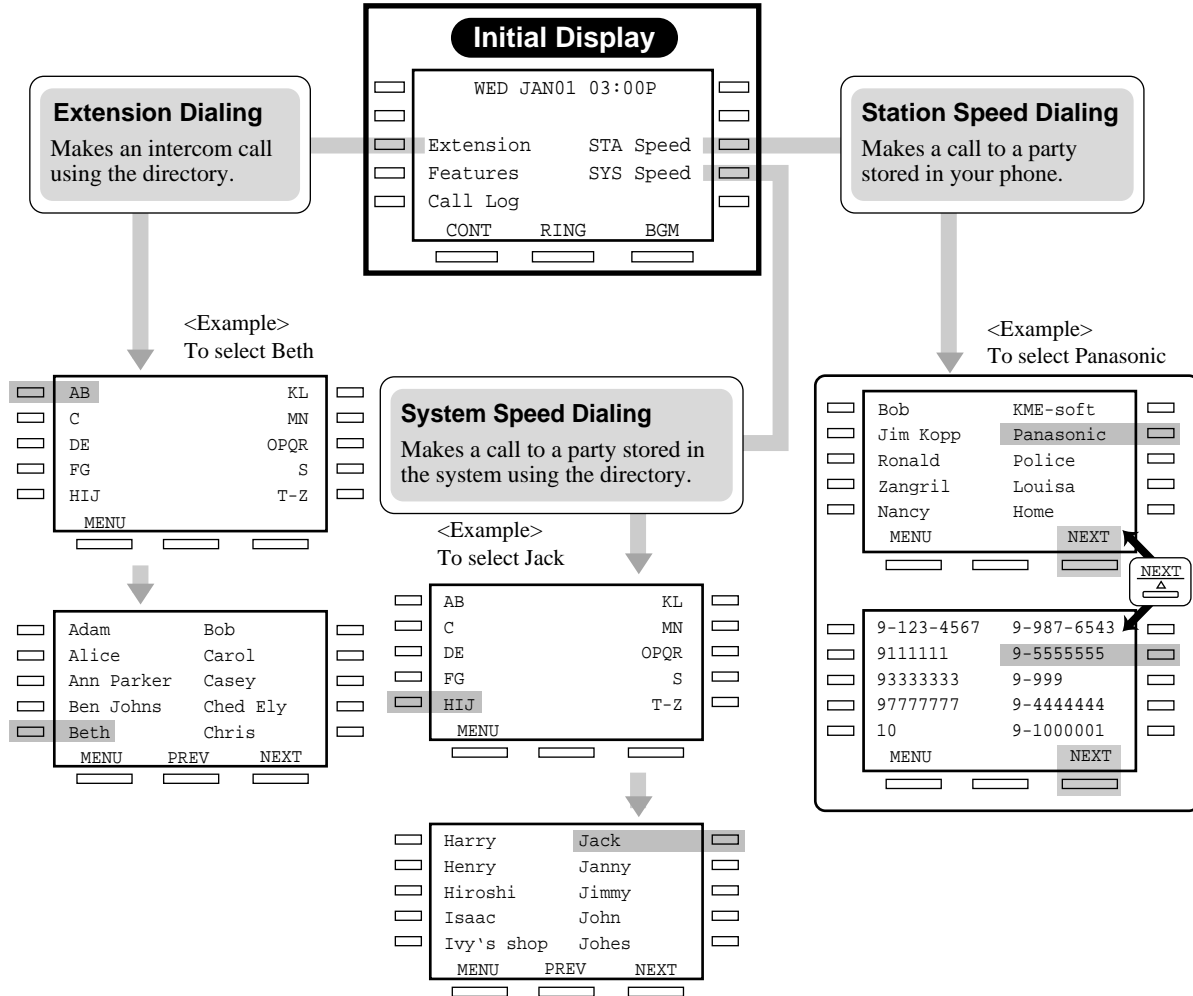 Initial Display
WED JAN01 03:00P
Extension STA Speed
Features SYS Speed
Call Log
CONT RING BGM
Extension Dialing
Makes an intercom call
using the directory.
Station Speed Dialing
Makes a call to a party
stored in your phone.
<Example>
To select Beth
AB KL
C MN
DE OPQR
FG S
HIJ T-Z
MENU
Adam Bob
Alice Carol
Ann Parker Casey
Ben Johns Ched Ely
Beth Chris
MENU PREV NEXT
System Speed Dialing
Makes a call to a party stored in
the system using the directory.
<Example>
To select Jack
AB KL
C MN
DE OPQR
FG S
HIJ T-Z
MENU
Harry Jack
Henry Janny
Hiroshi Jimmy
Isaac John
Ivy‘s shop Johes
MENU PREV NEXT
<Example>
To select Panasonic
Bob KME-soft
Jim Kopp Panasonic
Ronald Police
Zangril Louisa
Nancy Home
MENU NEXT
NEXT
9-123-4567 9-987-6543
9111111 9-5555555
93333333 9-999
97777777 9-4444444
10 9-1000001
MENU NEXT